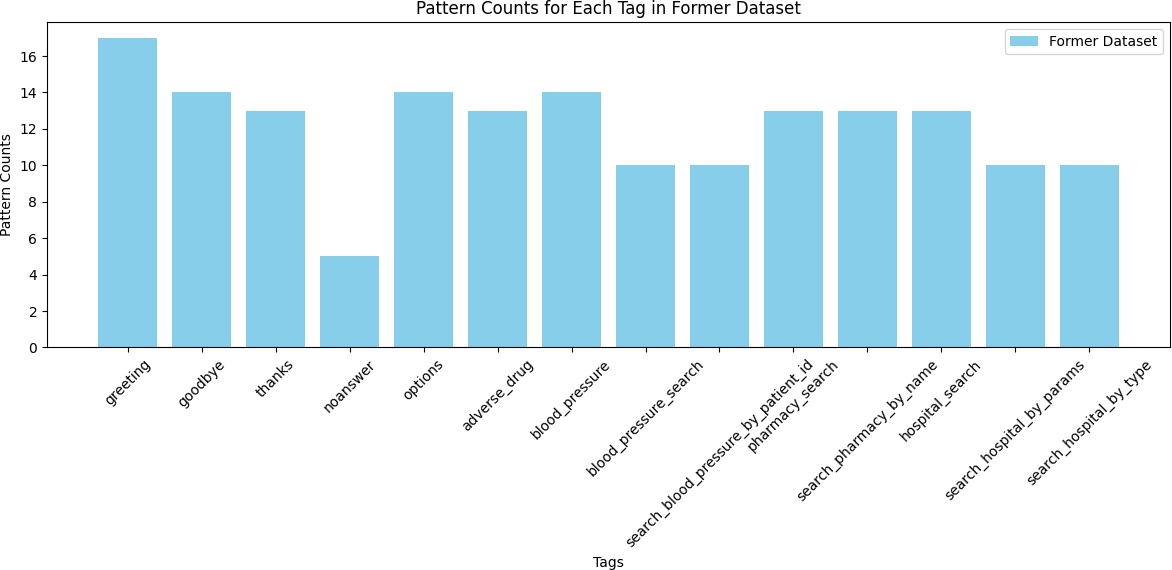 Pattern Counts for Each Tag in Former Dataset
Former Dataset
Pattern Counts
16
14
12
10
8
6
4
2
0
greeting
goodbye
thanks
noanswer
options
adverse_drug
blood_pressure
blood_pressure_search
search_blood_pressure_by_patient_id
pharmacy_search
search_pharmacy_by_name
hospital_search
search_hospital_by_params
search_hospital_by_type
Tags